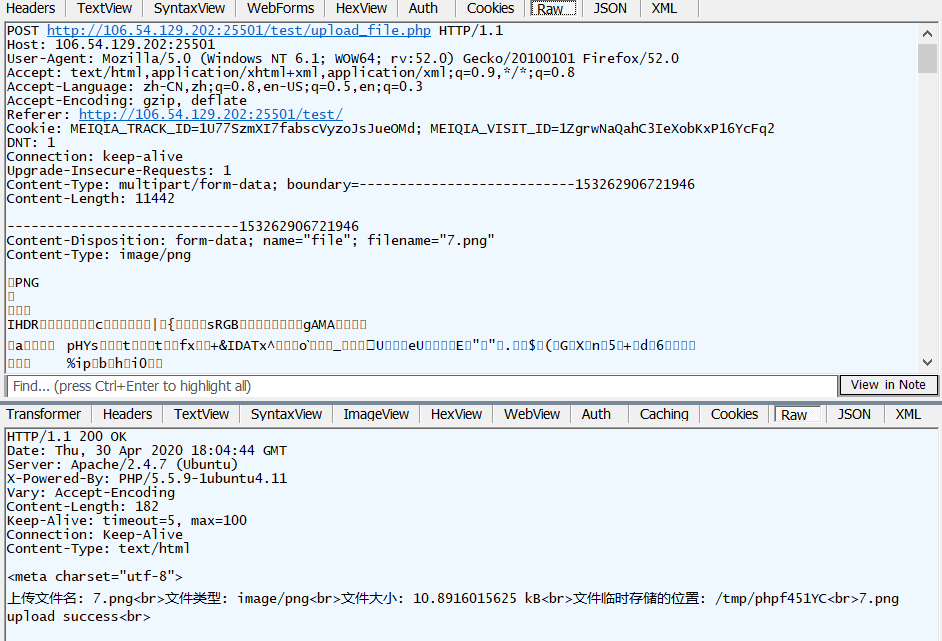 Headers TextView SyntaxView WebForms HexView Auth Cookies Raw JSON XML
POST http://106.54.129.202:25501/test/upload_file.php HTTP/1.1
Host: 106.54.129.202:25501
User-Agent: Mozilla/5.0 (Windows NT 6.1; WOW64; rv:52.0) Gecko/20100101 Firefox/52.0
Accept: text/html,application/xhtml+xml,application/xml;q=0.9,*/*;q=0.8
Accept-Language: zh-CN,zh;q=0.8,en-US;q=0.5,en;q=0.3
Accept-Encoding: gzip, deflate
Referer: http://106.54.129.202:25501/test/
Cookie: MEIQIA_TRACK_ID=1U77SzmXI7fabscVyzoJsJueOMd; MEIQIA_VISIT_ID=1ZgrwNaQahC3IeXobKxP16YcFq2
DNT: 1
Connection: keep-alive
Upgrade-Insecure-Requests: 1
Content-Type: multipart/form-data; boundary=---------------------------153262906721946
Content-Length: 11442
-----------------------------153262906721946
Content-Disposition: form-data; name="file"; filename="7.png"
Content-Type: image/png
PNG
IHDR c | { sRGB gAMA
a pHYs t t fx +&IDATx^ o` _ U eU E " ". $ ( G X n 5 + d 6
%ip b h i0
Find... (press Ctrl+Enter to highlight all) View in Note
Transformer Headers TextView SyntaxView ImageView HexView WebView Auth Caching Cookies Raw JSON XML
HTTP/1.1 200 OK
Date: Thu, 30 Apr 2020 18:04:44 GMT
Server: Apache/2.4.7 (Ubuntu)
X-Powered-By: PHP/5.5.9-1ubuntu4.11
Vary: Accept-Encoding
Content-Length: 182
Keep-Alive: timeout=5, max=100
Connection: Keep-Alive
Content-Type: text/html
<meta charset="utf-8">
上传文件名: 7.png<br>文件类型: image/png<br>文件大小: 10.8916015625 kB<br>文件临时存储的位置: /tmp/phpf451YC<br>7.png
upload success<br>